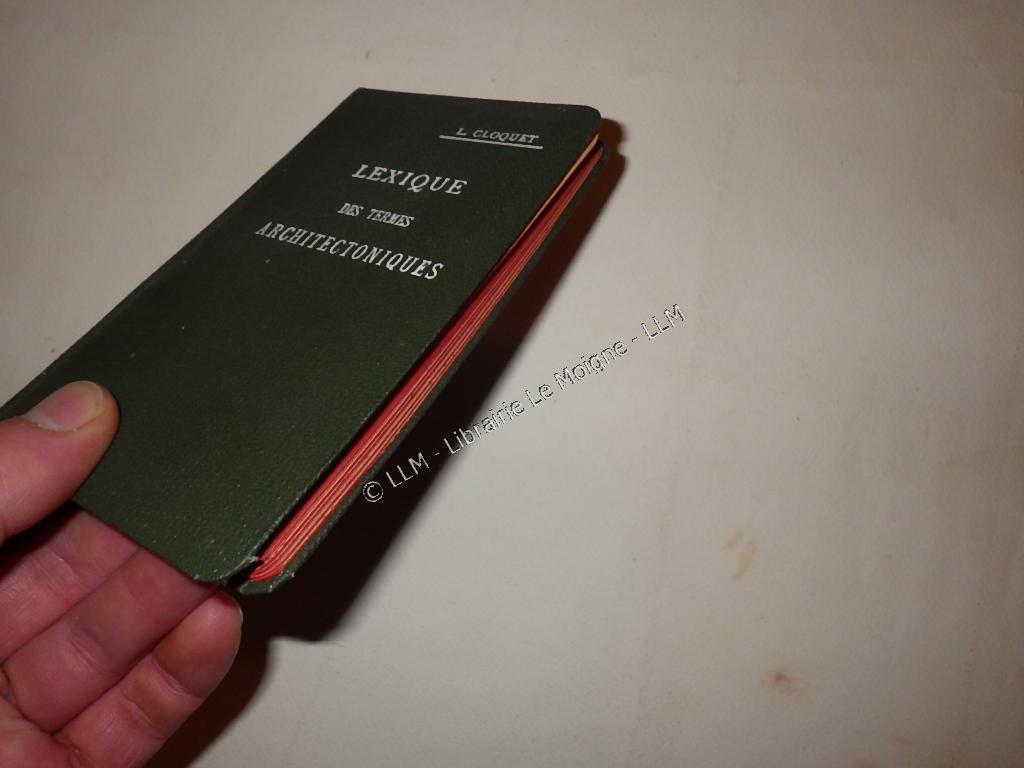 L. CLOQUET
LEXIQUE
DES TERMES
ARCHITECTONIQUES
© LLM - Librairie Le Moigne - LLM